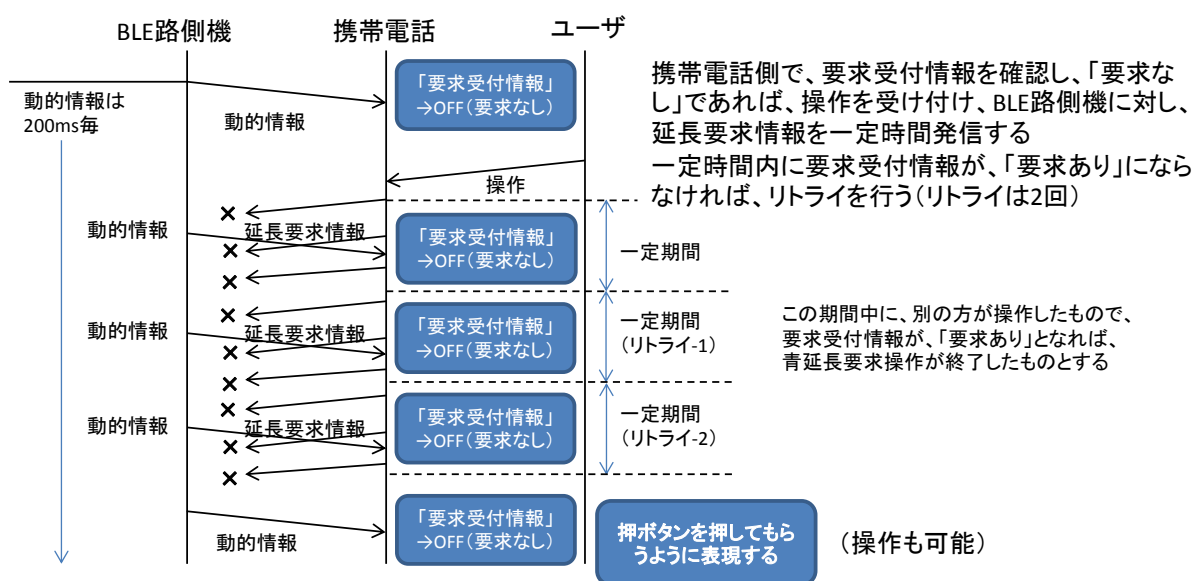 BLE路側機
携帯電話
ユーザ
動的情報は
200ms毎
動的情報
「要求受付情報」
→OFF(要求なし)
携帯電話側で、要求受付情報を確認し、「要求な
し」であれば、操作を受け付け、BLE路側機に対し、
延長要求情報を一定時間発信する
一定時間内に要求受付情報が、「要求あり」になら
なければ、リトライを行う(リトライは2回)
操作
動的情報
延長要求情報
「要求受付情報」
→OFF(要求なし)
一定期間
動的情報
延長要求情報
「要求受付情報」
→OFF(要求なし)
一定期間
(リトライ-1)
この期間中に、別の方が操作したもので、
要求受付情報が、「要求あり」となれば、
青延長要求操作が終了したものとする
動的情報
延長要求情報
「要求受付情報」
→OFF(要求なし)
一定期間
(リトライ-2)
動的情報
「要求受付情報」
→OFF(要求なし)
押ボタンを押してもら
うように表現する
(操作も可能)